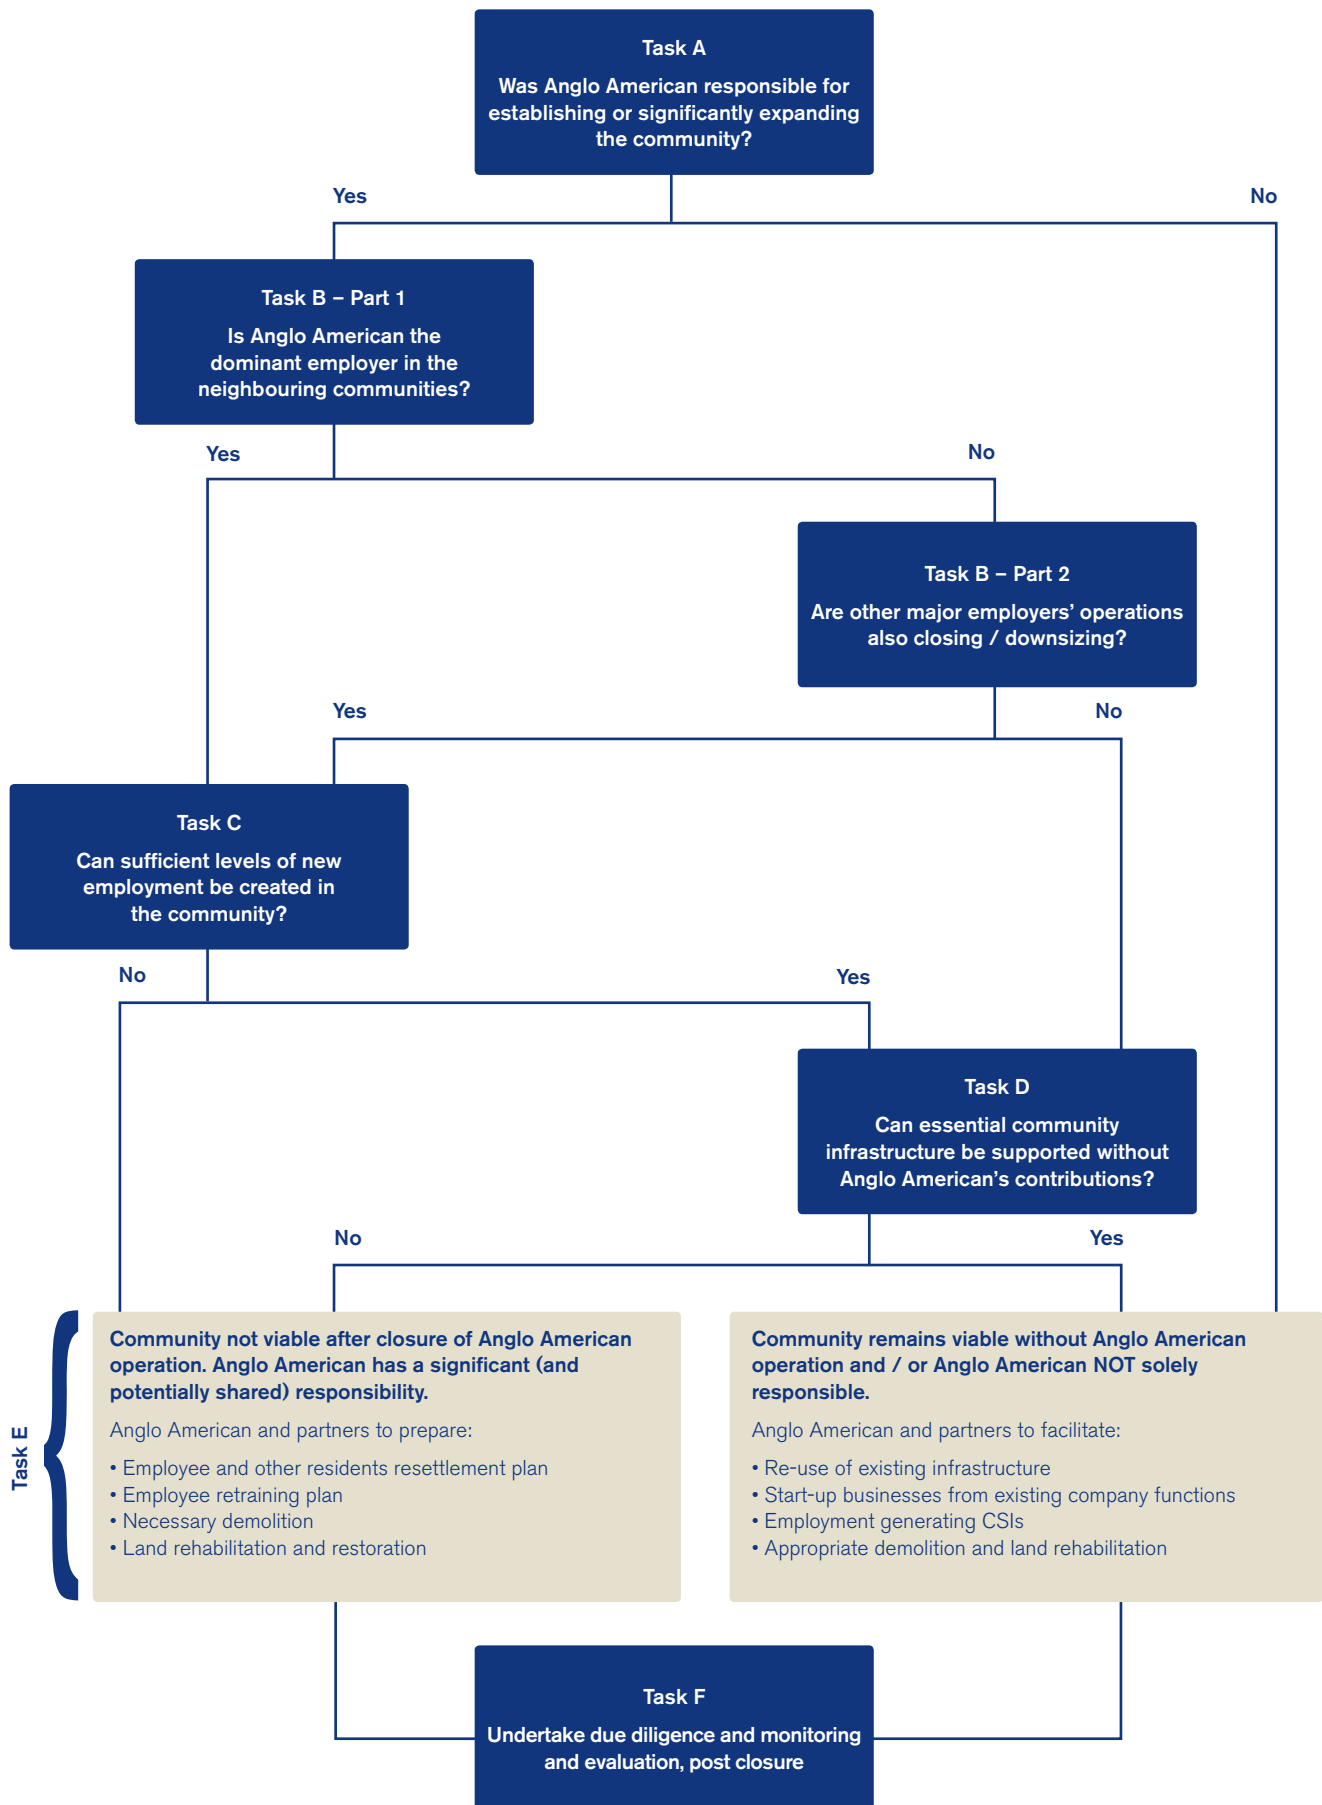 Task A
Was Anglo American responsible for
establishing or significantly expanding
the community?
Yes
No
Task B – Part 1
Is Anglo American the
dominant employer in the
neighbouring communities?
Yes
No
Task B – Part 2
Are other major employers’ operations
also closing / downsizing?
Yes
No
Task C
Can sufficient levels of new
employment be created in
the community?
No
Yes
Task D
Can essential community
infrastructure be supported without
Anglo American’s contributions?
No
Yes
Task E
Community not viable after closure of Anglo American
operation. Anglo American has a significant (and
potentially shared) responsibility.
Anglo American and partners to prepare:
• Employee and other residents resettlement plan
• Employee retraining plan
• Necessary demolition
• Land rehabilitation and restoration
Community remains viable without Anglo American
operation and / or Anglo American NOT solely
responsible.
Anglo American and partners to facilitate:
• Re-use of existing infrastructure
• Start-up businesses from existing company functions
• Employment generating CSIs
• Appropriate demolition and land rehabilitation
Task F
Undertake due diligence and monitoring
and evaluation, post closure